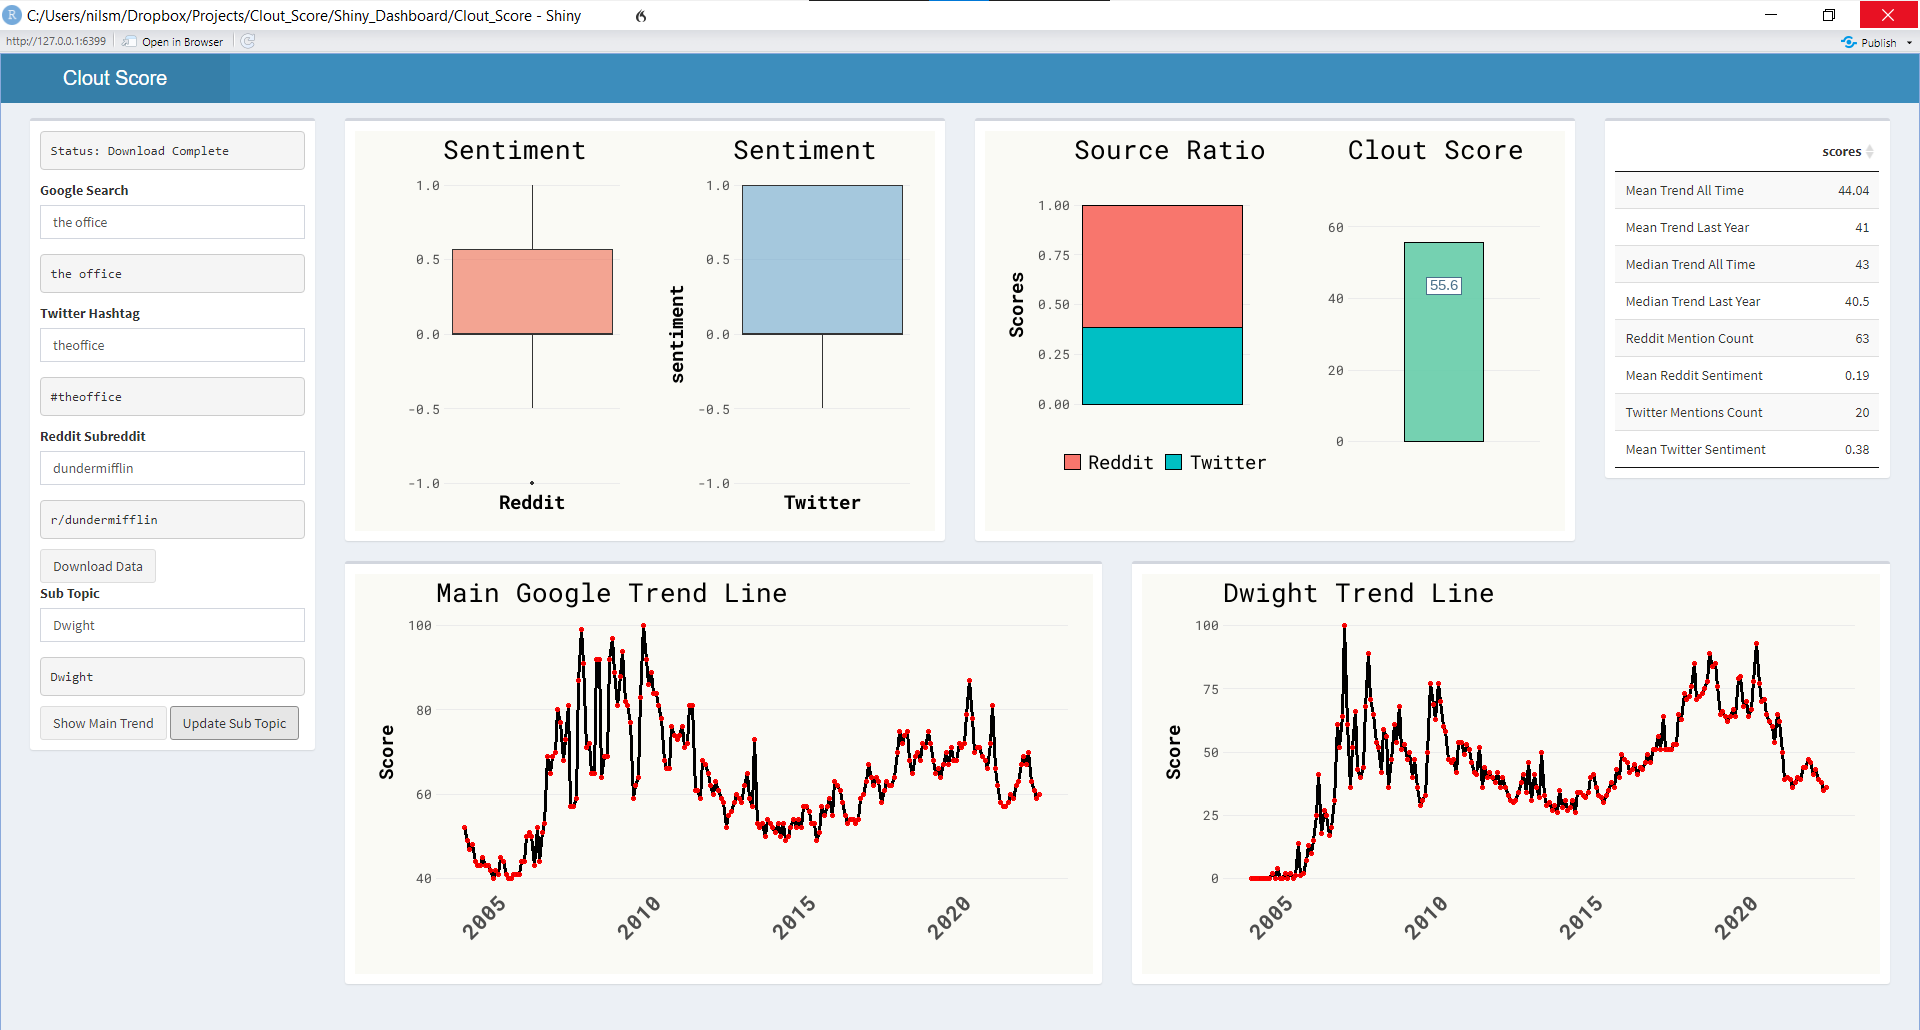 C:/Users/nilsm/Dropbox/Projects/Clout_Score/Shiny_Dashboard/Clout_Score - Shiny
http://127.0.0.1:6399
Open in Browser
Publish
Clout Score
Status: Download Complete
Google Search
the office
the office
Twitter Hashtag
theoffice
#theoffice
Reddit Subreddit
dundermifflin
r/dundermifflin
Download Data
Sub Topic
Dwight
Dwight
Show Main Trend
Update Sub Topic
Sentiment
1.0
0.5
0.0
-0.5
-1.0
Reddit
Sentiment
sentiment
1.0
0.5
0.0
-0.5
-1.0
Twitter
Source Ratio
Scores
1.00
0.75
0.50
0.25
0.00
Reddit
Twitter
Clout Score
60
40
20
0
55.6
scores
Mean Trend All Time 44.04
Mean Trend Last Year 41
Median Trend All Time 43
Median Trend Last Year 40.5
Reddit Mention Count 63
Mean Reddit Sentiment 0.19
Twitter Mentions Count 20
Mean Twitter Sentiment 0.38
Main Google Trend Line
Score
100
80
60
40
2005
2010
2015
2020
Dwight Trend Line
Score
100
75
50
25
0
2005
2010
2015
2020